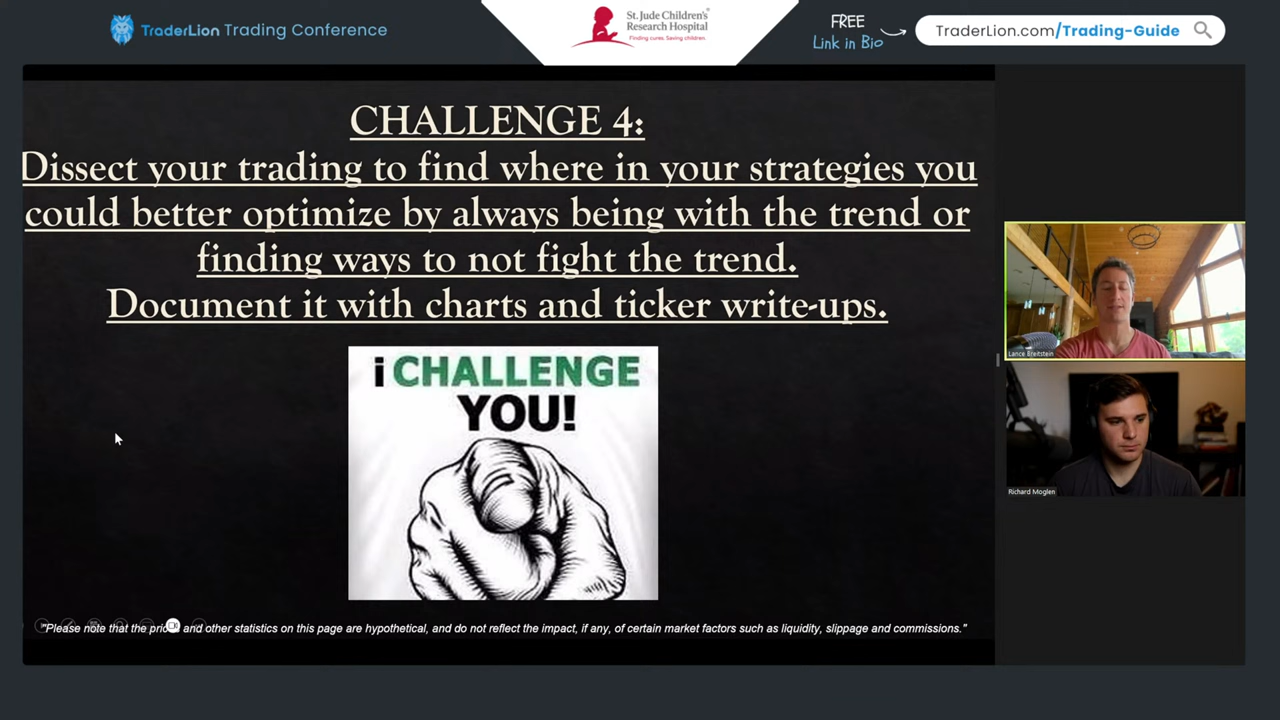 TraderLion Trading Conference
St. Jude Children's
Research Hospital
Finding cures. Saving children.
FREE
Link in Bio
TraderLion.com/Trading-Guide
CHALLENGE 4:
Dissect your trading to find where in your strategies you
could better optimize by always being with the trend or
finding ways to not fight the trend.
Document it with charts and ticker write-ups.
i CHALLENGE
YOU!
"Please note that the prices and other statistics on this page are hypothetical, and do not reflect the impact, if any, of certain market factors such as liquidity, slippage and commissions."
Lance Breitstein
Richard Moglen